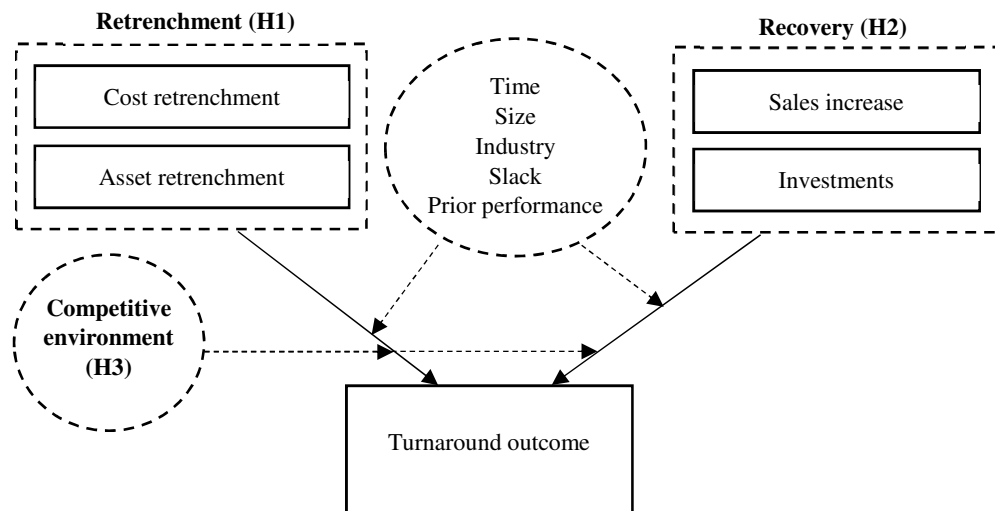 Retrenchment (H1)
Cost retrenchment
Asset retrenchment
Time
Size
Industry
Slack
Prior performance
Recovery (H2)
Sales increase
Investments
Competitive
environment
(H3)
Turnaround outcome